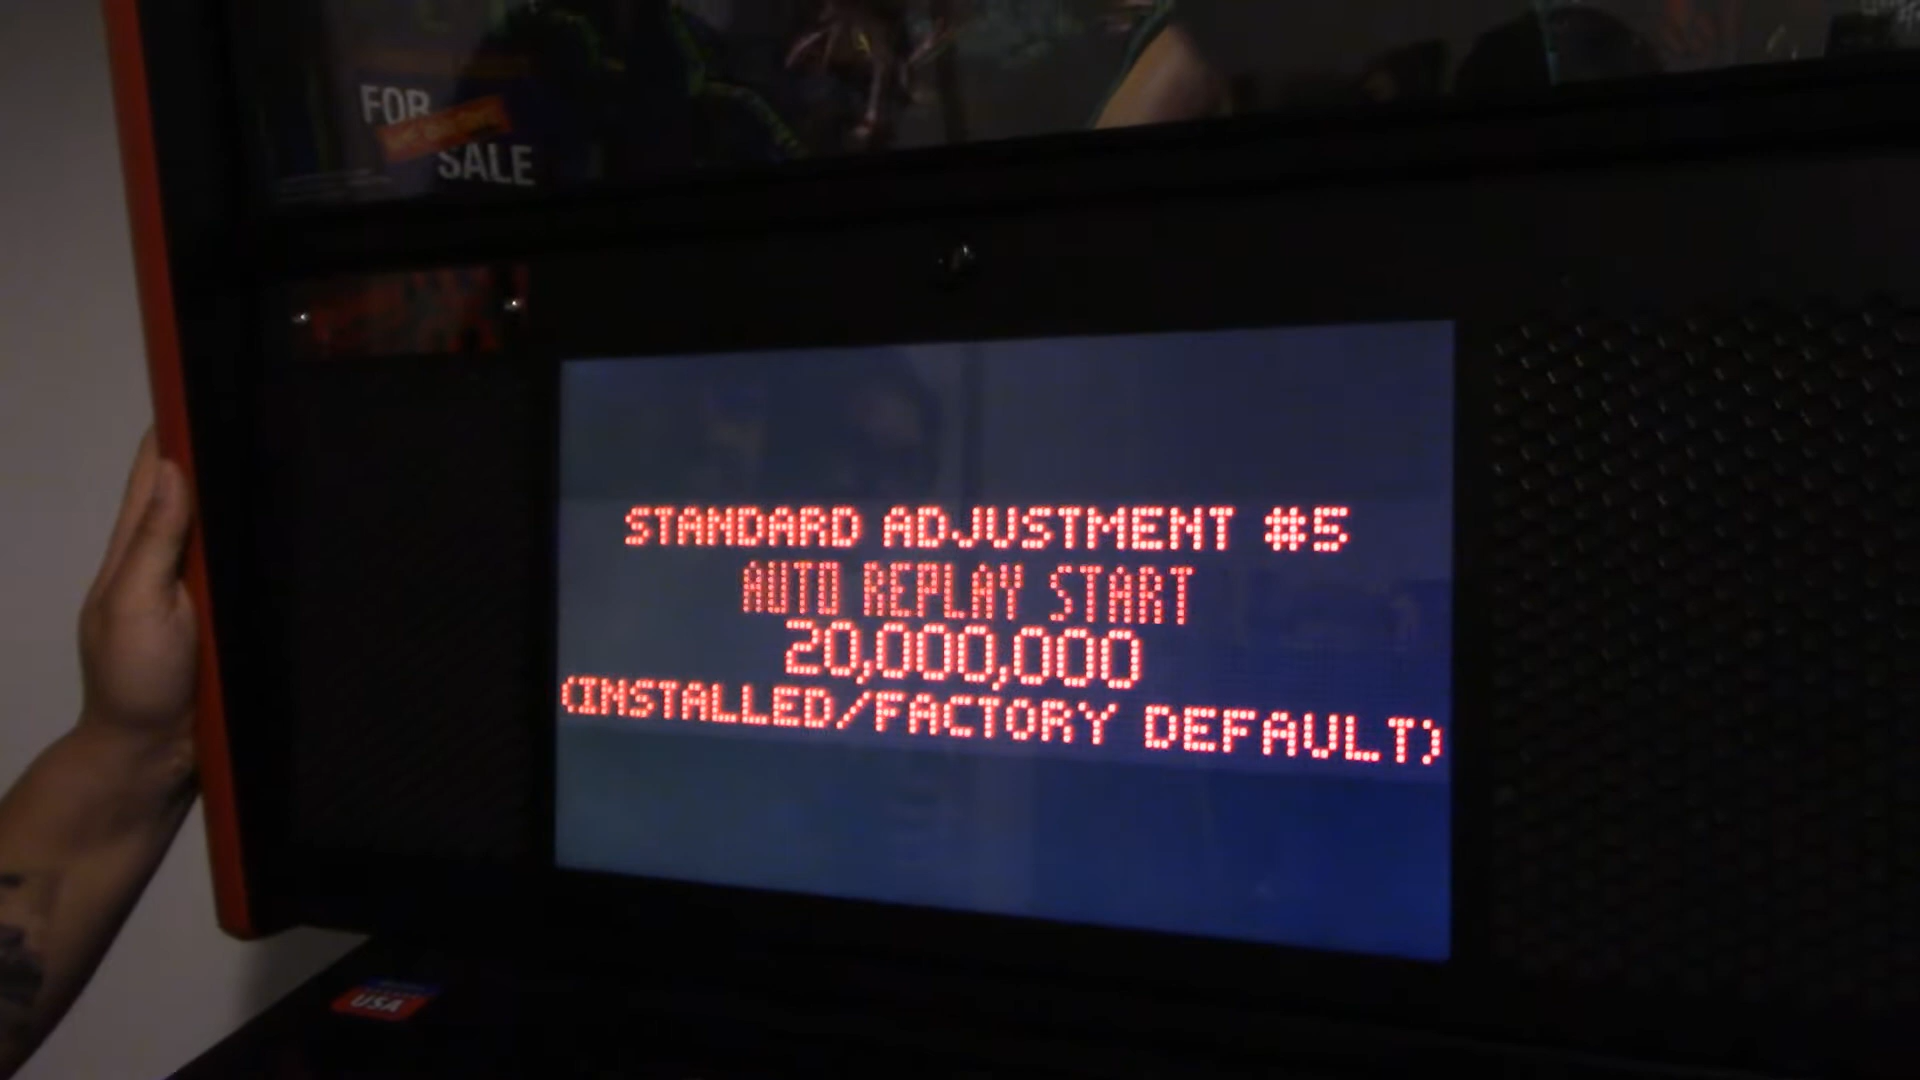 FOR
SALE
STANDARD ADJUSTMENT #5
AUTO REPLAY START
20,000,000
(INSTALLED/FACTORY DEFAULT)
USA